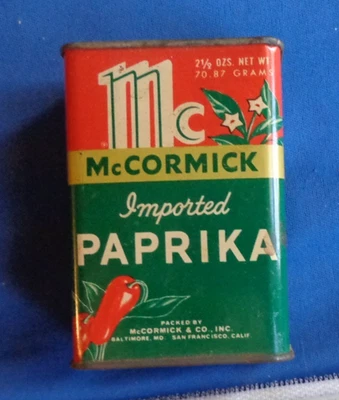 Mc
2½ OZS. NET WT
70.87 GRAMS
McCORMICK
Imported
PAPRIKA
PACKED BY
McCORMICK & CO., INC.
BALTIMORE, MD. SAN FRANCISCO, CALIF.